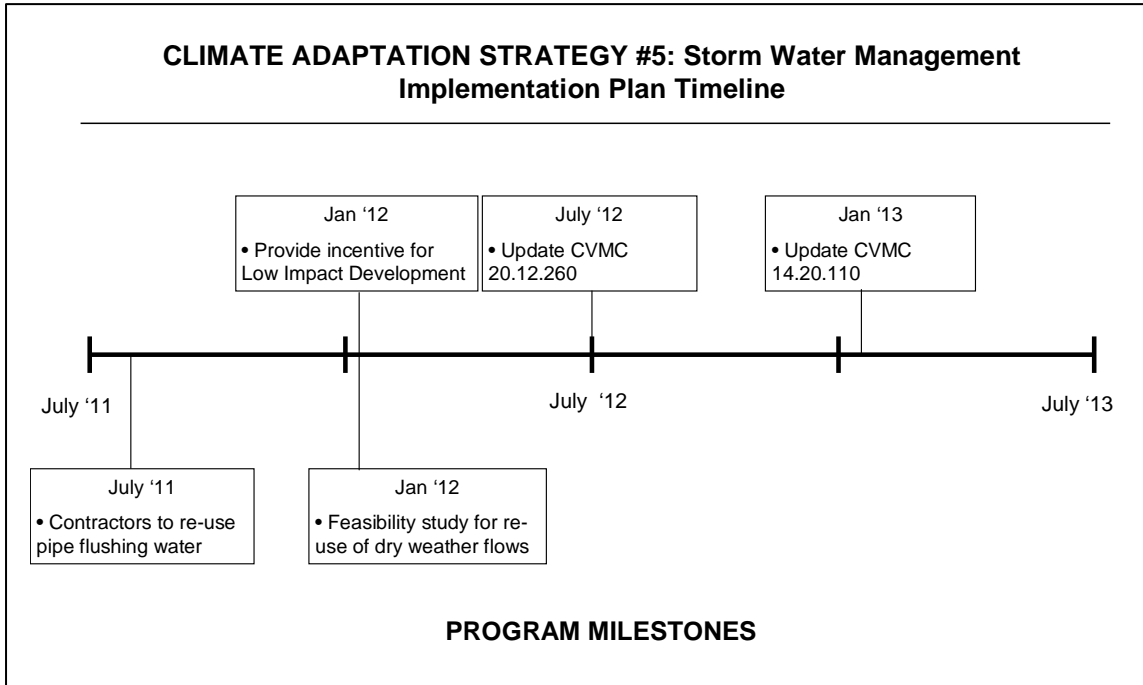 CLIMATE ADAPTATION STRATEGY #5: Storm Water Management
Implementation Plan Timeline
Jan ‘12
• Provide incentive for
Low Impact Development
July ‘12
• Update CVMC
20.12.260
Jan ‘13
• Update CVMC
14.20.110
July ‘11
July ‘12
July ‘13
July ‘11
• Contractors to re-use
pipe flushing water
Jan ‘12
• Feasibility study for re-
use of dry weather flows
PROGRAM MILESTONES